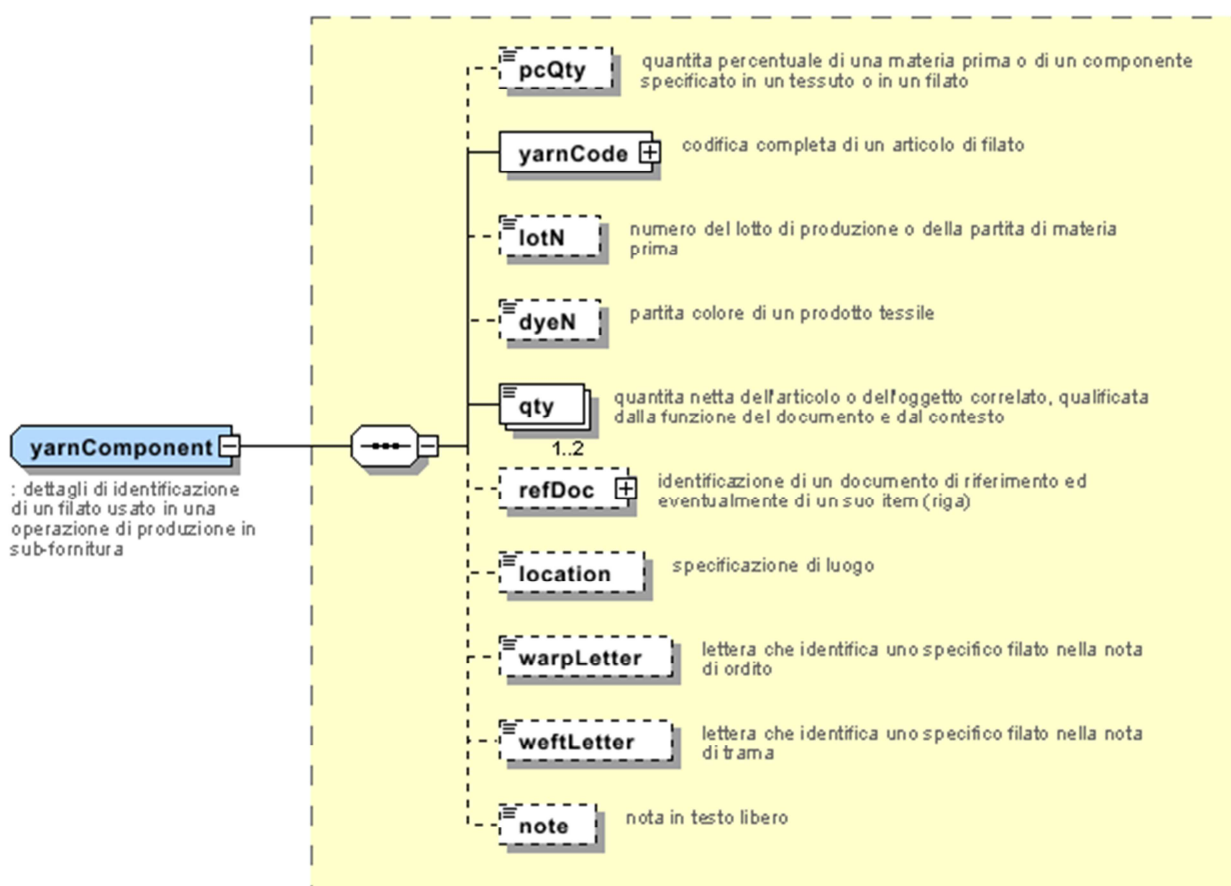 pcQty
quantita percentuale di una materia prima o di un componente
specificato in un tessuto o in un filato
yarnCode
codifica completa di un articolo di filato
lotN
numero del lotto di produzione o della partita di materia
prima
dyeN
partita colore di un prodotto tessile
qty
quantita netta dell'articolo o dell'oggetto correlato, qualificata
dalla funzione del documento e dal contesto
1..2
yarnComponent
: dettagli di identificazione
di un filato usato in una
operazione di produzione in
sub-fornitura
refDoc
identificazione di un documento di riferimento ed
eventualmente di un suo item (riga)
location
specificazione di luogo
warpLetter
lettera che identifica uno specifico filato nella nota
di ordito
weftLetter
lettera che identifica uno specifico filato nella nota
di trama
note
nota in testo libero